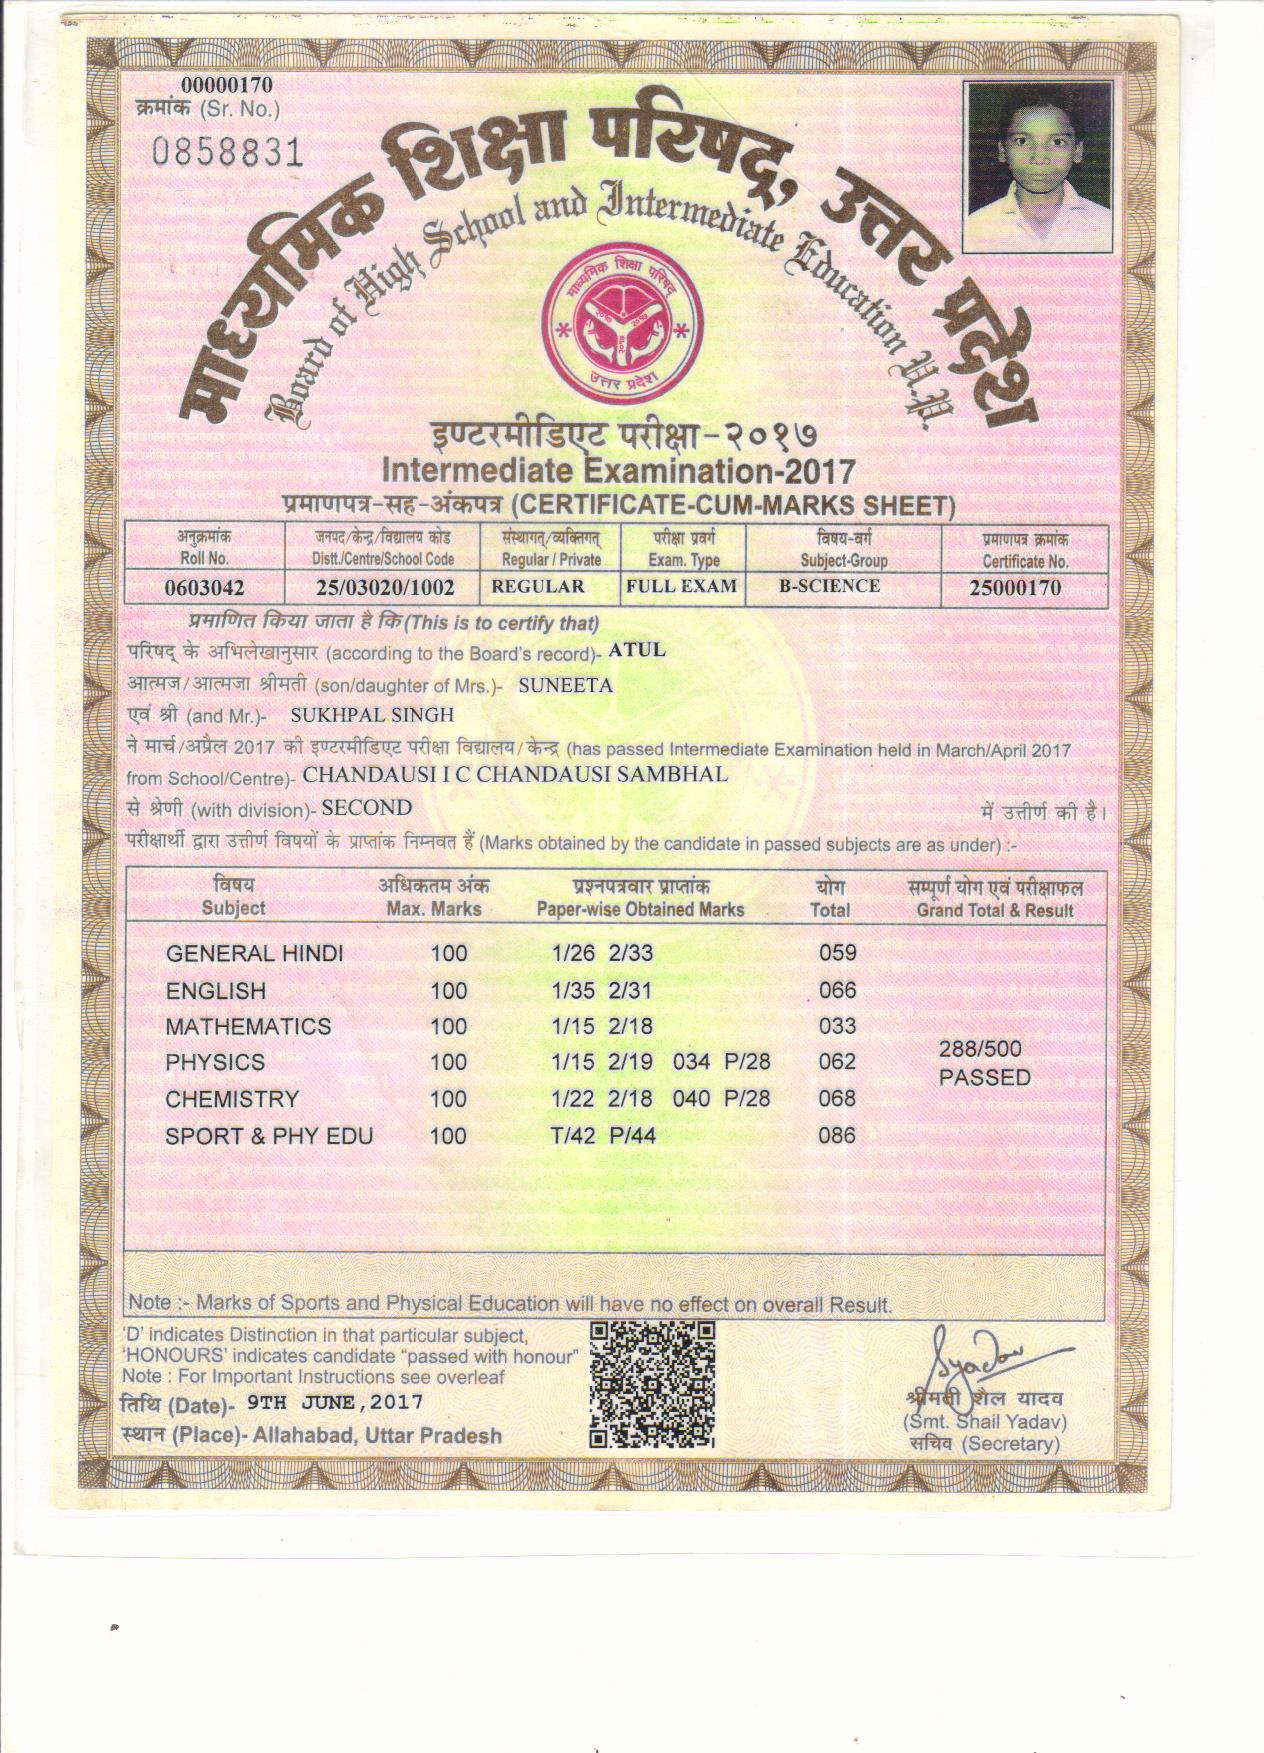 00000170
क्रमांक (Sr. No.)
0858831
माध्यमिक शिक्षा परिषद्, उत्तर प्रदेश
Board of High School and Intermediate Education U.P.
माध्यमिक शिक्षा परिषद्
उत्तर प्रदेश
इण्टरमीडिएट परीक्षा-२०१७
Intermediate Examination-2017
प्रमाणपत्र-सह-अंकपत्र (CERTIFICATE-CUM-MARKS SHEET)
अनुक्रमांक जनपद/केन्द्र/विद्यालय कोड संस्थागत्/व्यक्तिगत् परीक्षा प्रवर्ग विषय-वर्ग प्रमाणपत्र क्रमांक
Roll No. Distt./Centre/School Code Regular / Private Exam. Type Subject-Group Certificate No.
0603042 25/03020/1002 REGULAR FULL EXAM B-SCIENCE 25000170
प्रमाणित किया जाता है कि (This is to certify that)
परिषद् के अभिलेखानुसार (according to the Board's record)- ATUL
आत्मज/आत्मजा श्रीमती (son/daughter of Mrs.)- SUNEETA
एवं श्री (and Mr.)- SUKHPAL SINGH
ने मार्च/अप्रैल 2017 की इण्टरमीडिएट परीक्षा विद्यालय/केन्द्र (has passed Intermediate Examination held in March/April 2017
from School/Centre)- CHANDAUSI I C CHANDAUSI SAMBHAL
से श्रेणी (with division)- SECOND में उत्तीर्ण की है।
परीक्षार्थी द्वारा उत्तीर्ण विषयों के प्राप्तांक निम्नवत हैं (Marks obtained by the candidate in passed subjects are as under) :-
विषय अधिकतम अंक प्रश्नपत्रवार प्राप्तांक योग सम्पूर्ण योग एवं परीक्षाफल
Subject Max. Marks Paper-wise Obtained Marks Total Grand Total & Result
GENERAL HINDI 100 1/26 2/33 059
ENGLISH 100 1/35 2/31 066
MATHEMATICS 100 1/15 2/18 033
288/500
PHYSICS 100 1/15 2/19 034 P/28 062
PASSED
CHEMISTRY 100 1/22 2/18 040 P/28 068
SPORT & PHY EDU 100 T/42 P/44 086
Note :- Marks of Sports and Physical Education will have no effect on overall Result.
'D' indicates Distinction in that particular subject,
'HONOURS' indicates candidate "passed with honour"
Note : For Important Instructions see overleaf
तिथि (Date)- 9TH JUNE,2017
स्थान (Place)- Allahabad, Uttar Pradesh
Syadav
श्रीमती शैल यादव
(Smt. Shail Yadav)
सचिव (Secretary)